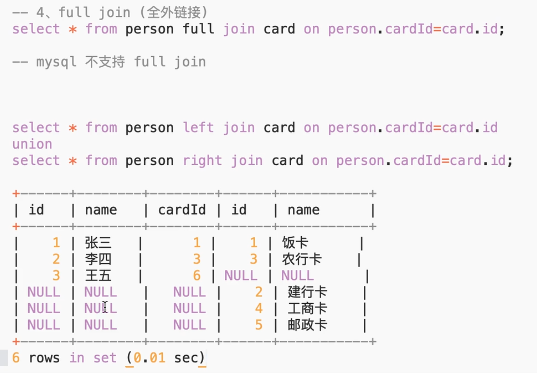 -- 4、full join (全外链接)
select * from person full join card on person.cardId=card.id;
-- mysql 不支持 full join
select * from person left join card on person.cardId=card.id
union
select * from person right join card on person.cardId=card.id;
+------+--------+--------+------+-----------+
| id   | name   | cardId | id   | name      |
+------+--------+--------+------+-----------+
|    1 | 张三   |      1 |    1 | 饭卡      |
|    2 | 李四   |      3 |    3 | 农行卡    |
|    3 | 王五   |      6 | NULL | NULL      |
| NULL | NULL   |   NULL |    2 | 建行卡    |
| NULL | NULL   |   NULL |    4 | 工商卡    |
| NULL | NULL   |   NULL |    5 | 邮政卡    |
+------+--------+--------+------+-----------+
6 rows in set (0.01 sec)